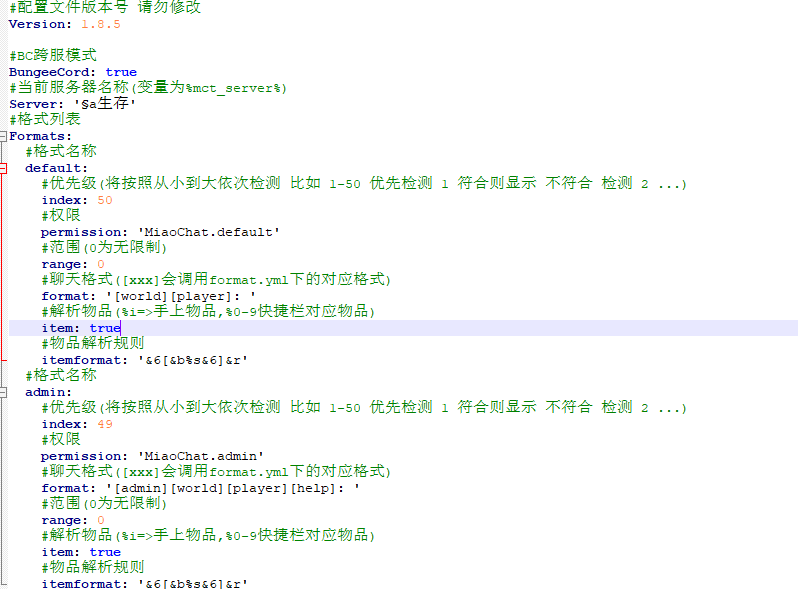 #配置文件版本号 请勿修改
Version: 1.8.5
#BC跨服模式
BungeeCord: true
#当前服务器名称(变量为%mct_server%)
Server: '§a生存'
#格式列表
Formats:
#格式名称
default:
#优先级(将按照从小到大依次检测 比如 1-50 优先检测 1 符合则显示 不符合 检测 2 ...)
index: 50
#权限
permission: 'MiaoChat.default'
#范围(0为无限制)
range: 0
#聊天格式([xxx]会调用format.yml下的对应格式)
format: '[world][player]: '
#解析物品(%i=>手上物品,%0-9快捷栏对应物品)
item: true
#物品解析规则
itemformat: '&6[&b%s&6]&r'
#格式名称
admin:
#优先级(将按照从小到大依次检测 比如 1-50 优先检测 1 符合则显示 不符合 检测 2 ...)
index: 49
#权限
permission: 'MiaoChat.admin'
#聊天格式([xxx]会调用format.yml下的对应格式)
format: '[admin][world][player][help]: '
#范围(0为无限制)
range: 0
#解析物品(%i=>手上物品,%0-9快捷栏对应物品)
item: true
#物品解析规则
itemformat: '&6[&b%s&6]&r'